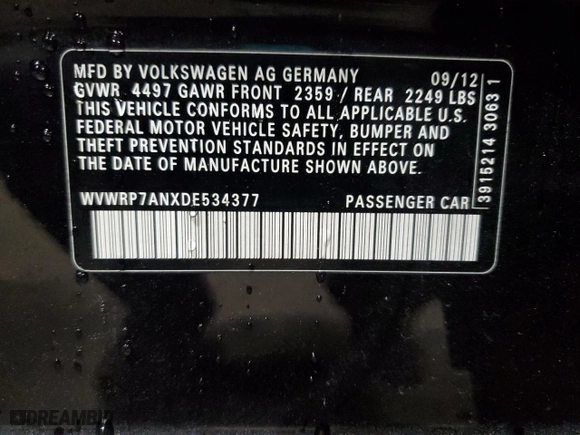 MFD BY VOLKSWAGEN AG GERMANY 09/12
GVWR 4497 GAWR FRONT 2359 / REAR 2249 LBS
THIS VEHICLE CONFORMS TO ALL APPLICABLE U.S.
FEDERAL MOTOR VEHICLE SAFETY, BUMPER AND
THEFT PREVENTION STANDARDS IN EFFECT ON
THE DATE OF MANUFACTURE SHOWN ABOVE.
WVWRP7ANXDE534377 PASSENGER CAR
3915214 3063 1
DREAMBID